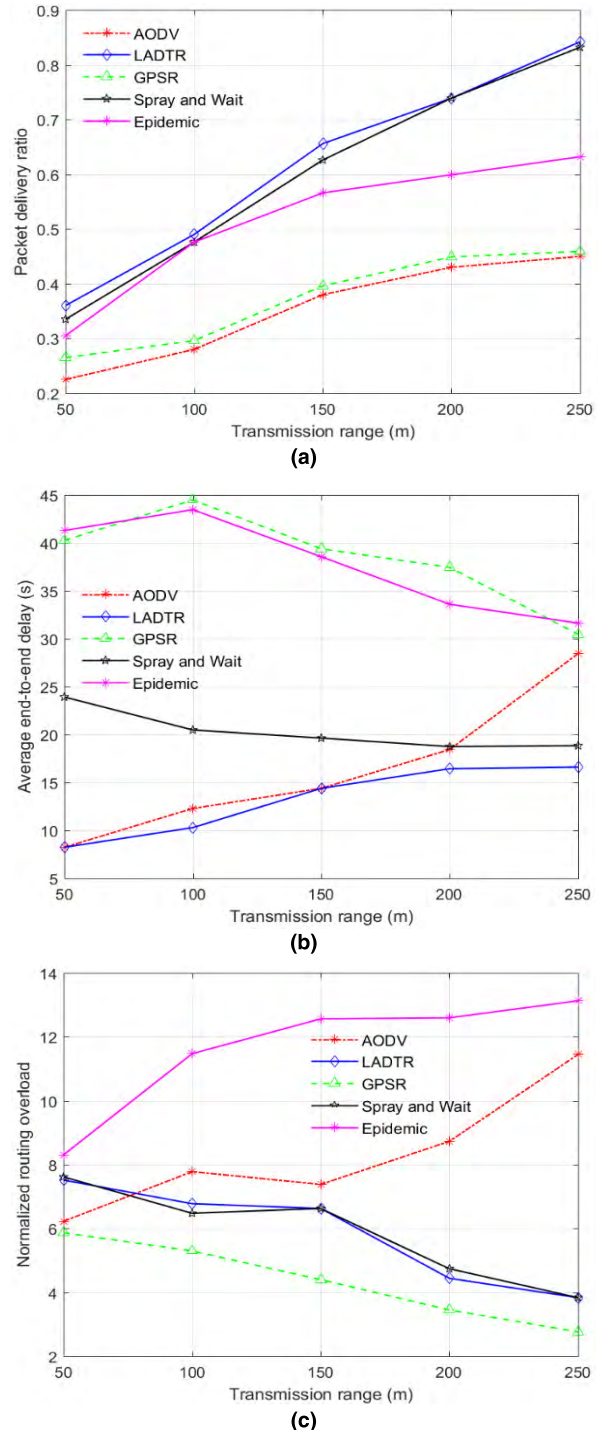 0.9
AODV
LADTR
GPSR
Spray and Wait
Epidemic
0.8
0.7
0.6
0.5
0.4
0.3
0.2
Packet delivery ratio
50 100 150 200 250
Transmission range (m)
(a)
45
40
35
30
25
20
15
10
5
AODV
LADTR
GPSR
Spray and Wait
Epidemic
Average end-to-end delay (s)
50 100 150 200 250
Transmission range (m)
(b)
14
12
10
8
6
4
2
AODV
LADTR
GPSR
Spray and Wait
Epidemic
Normalized routing overload
50 100 150 200 250
Transmission range (m)
(c)